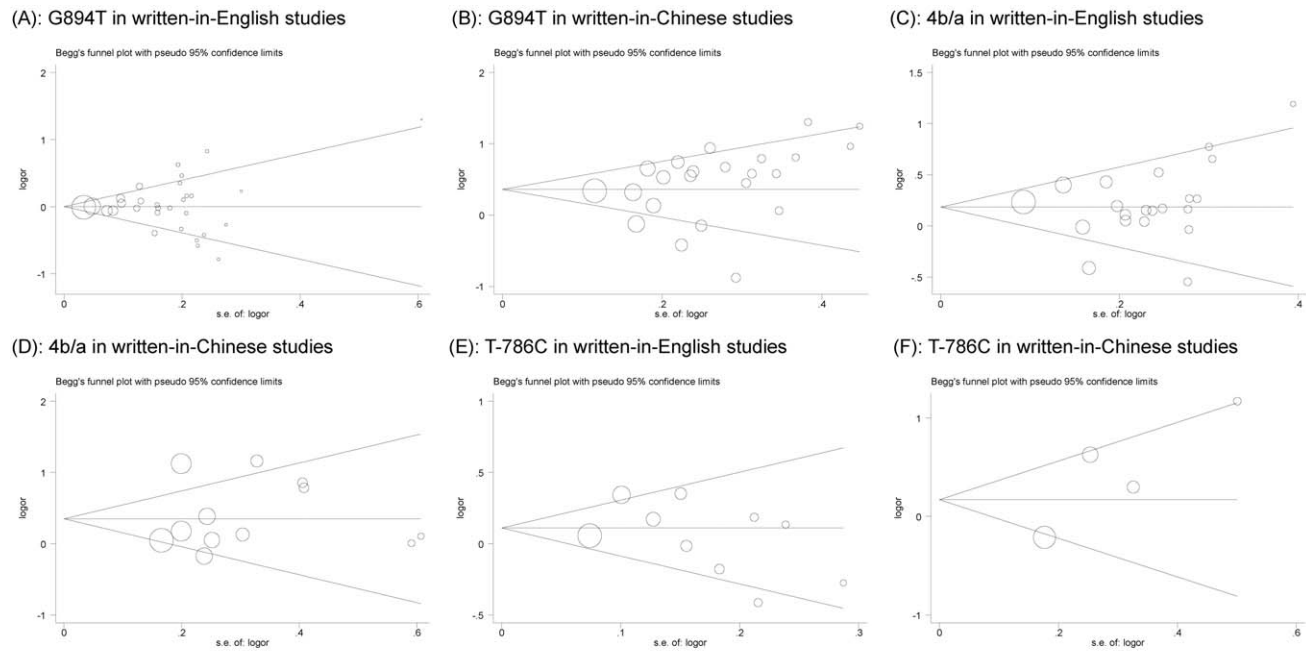 (A): G894T in written-in-English studies
Begg's funnel plot with pseudo 95% confidence limits
logor
2
1
0
-1
0
.2
.4
.6
s.e. of: logor
(B): G894T in written-in-Chinese studies
Begg's funnel plot with pseudo 95% confidence limits
logor
2
1
0
-1
0
.2
.4
s.e. of: logor
(C): 4b/a in written-in-English studies
Begg's funnel plot with pseudo 95% confidence limits
logor
1.5
1
.5
0
-.5
0
.2
.4
s.e. of: logor
(D): 4b/a in written-in-Chinese studies
Begg's funnel plot with pseudo 95% confidence limits
logor
2
1
0
-1
0
.2
.4
.6
s.e. of: logor
(E): T-786C in written-in-English studies
Begg's funnel plot with pseudo 95% confidence limits
logor
1
.5
0
-.5
0
.1
.2
.3
s.e. of: logor
(F): T-786C in written-in-Chinese studies
Begg's funnel plot with pseudo 95% confidence limits
logor
1
0
-1
0
.2
.4
.6
s.e. of: logor